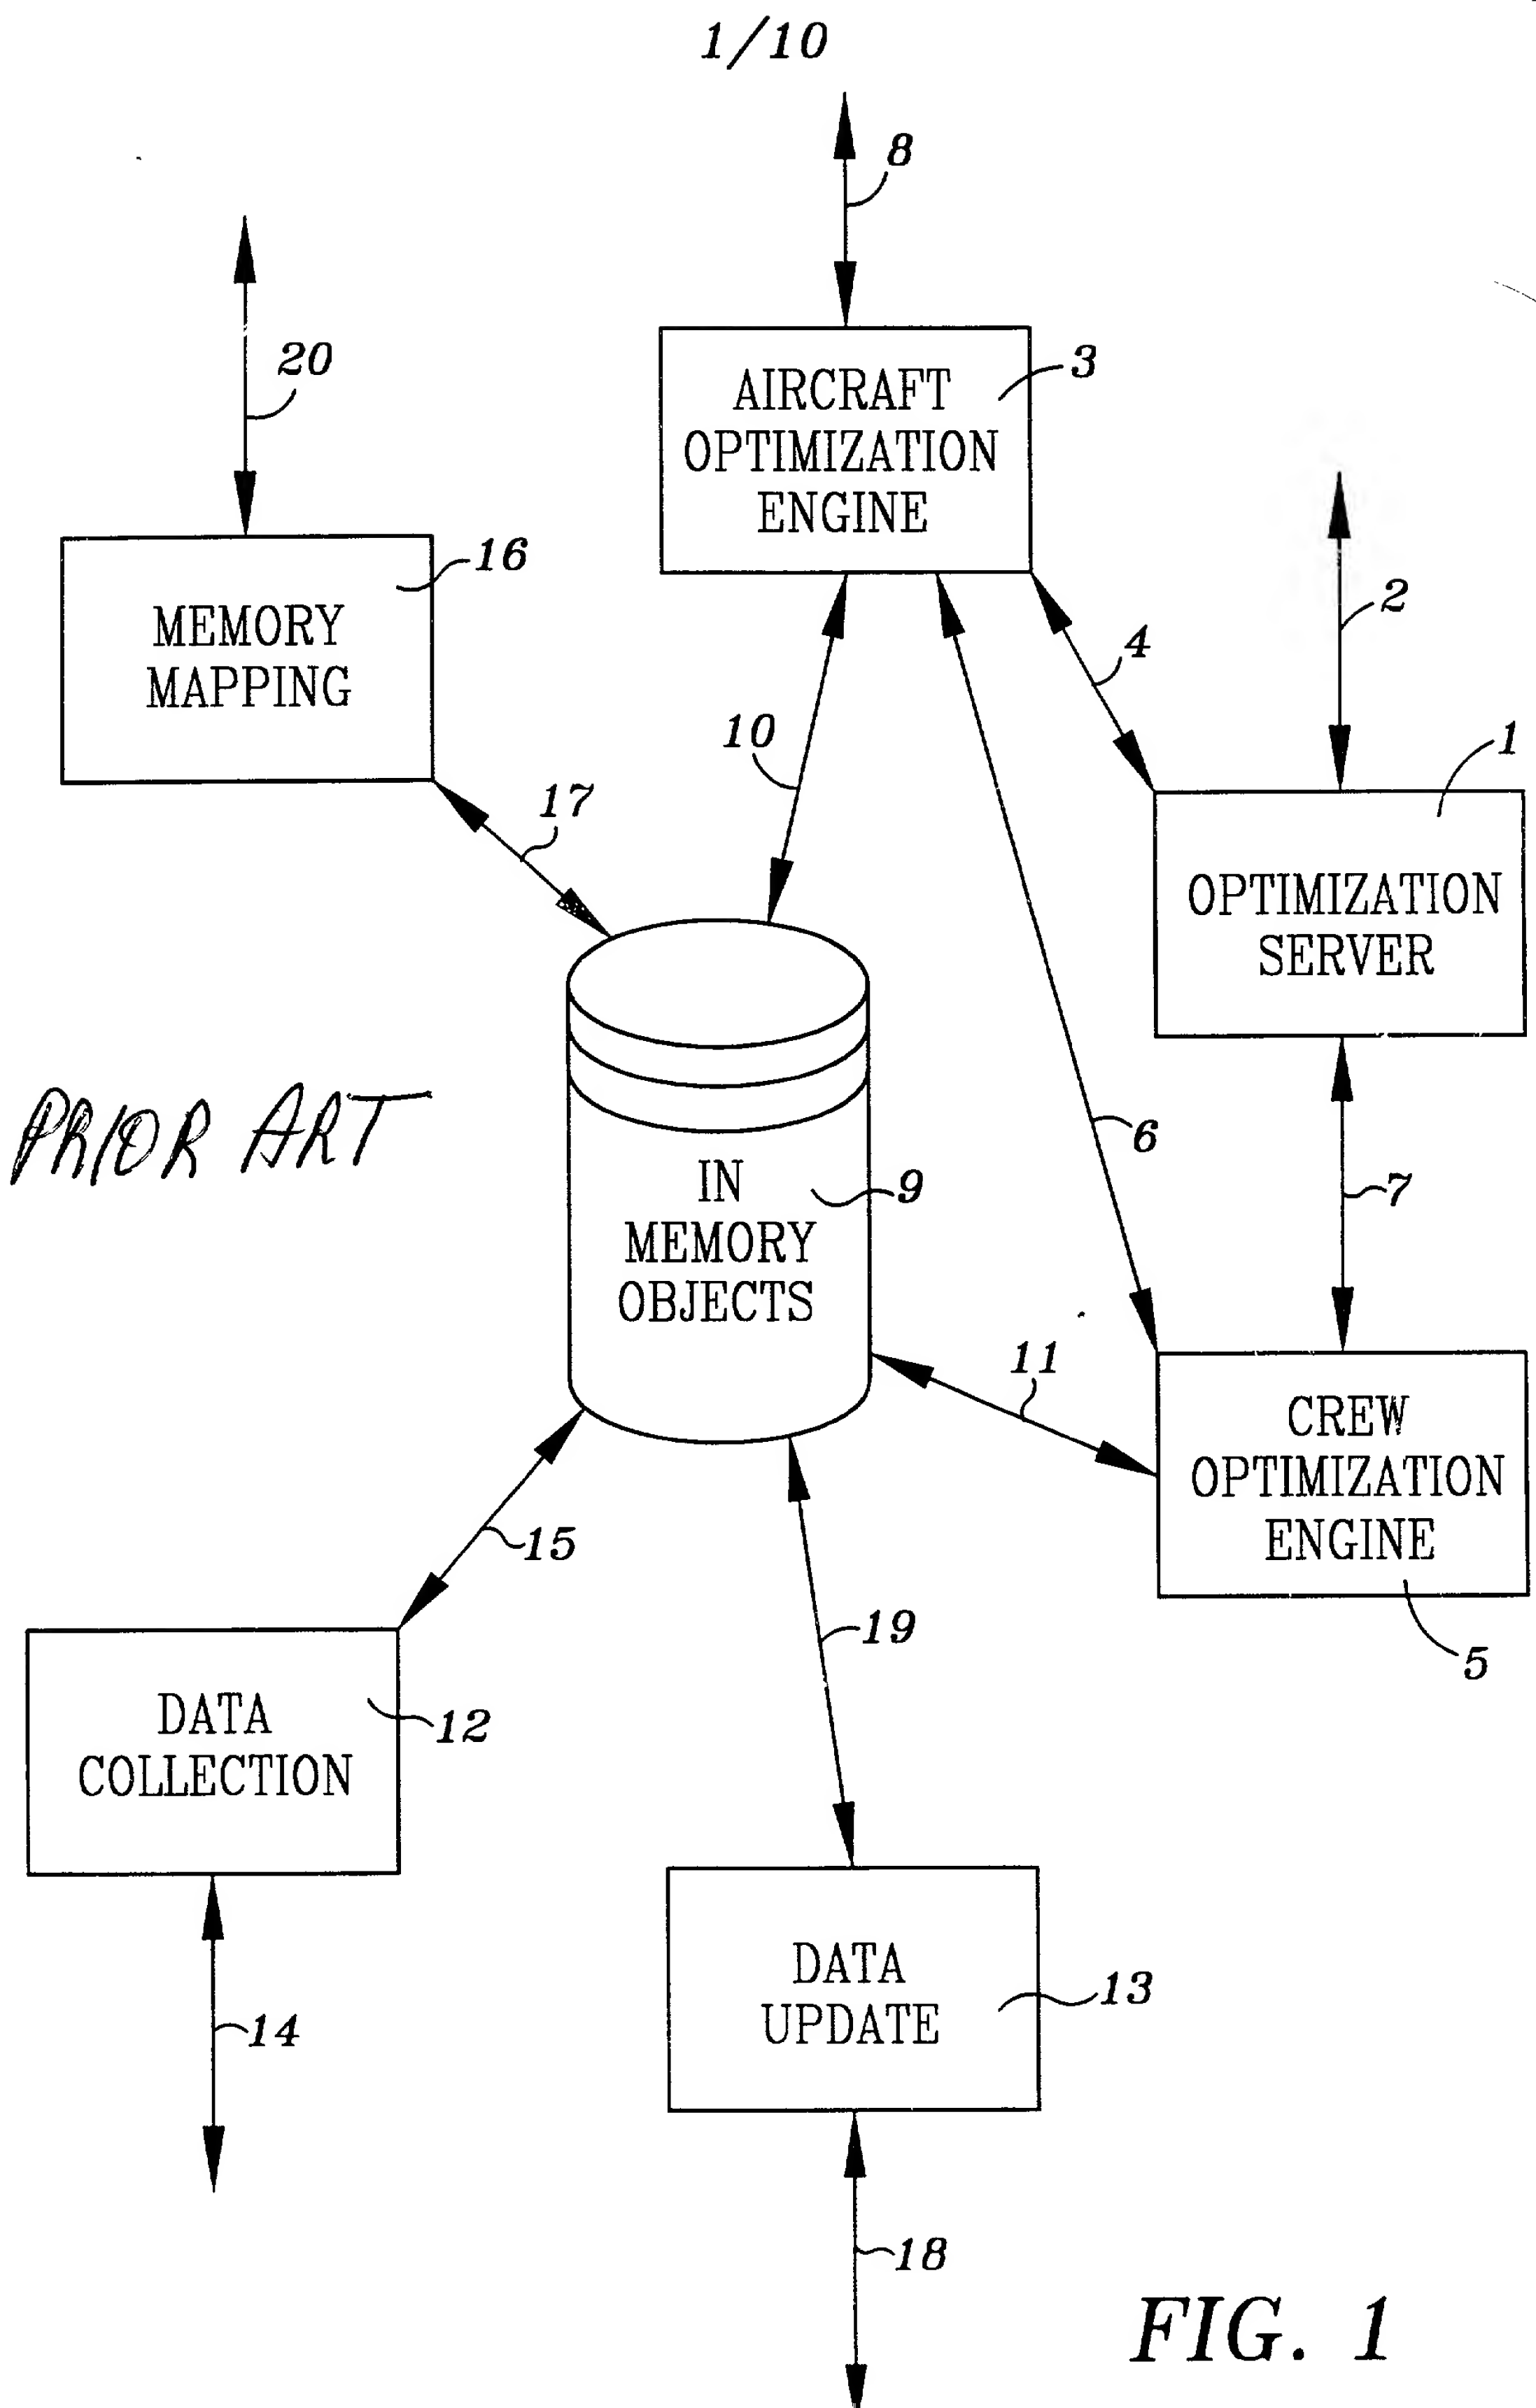 1/10
8
20
3
AIRCRAFT
OPTIMIZATION
ENGINE
16
MEMORY
MAPPING
2
4
10
1
17
OPTIMIZATION
SERVER
PRIOR ART
6
7
9
IN
MEMORY
OBJECTS
11
CREW
OPTIMIZATION
ENGINE
15
19
5
12
DATA
COLLECTION
13
DATA
UPDATE
14
18
FIG. 1